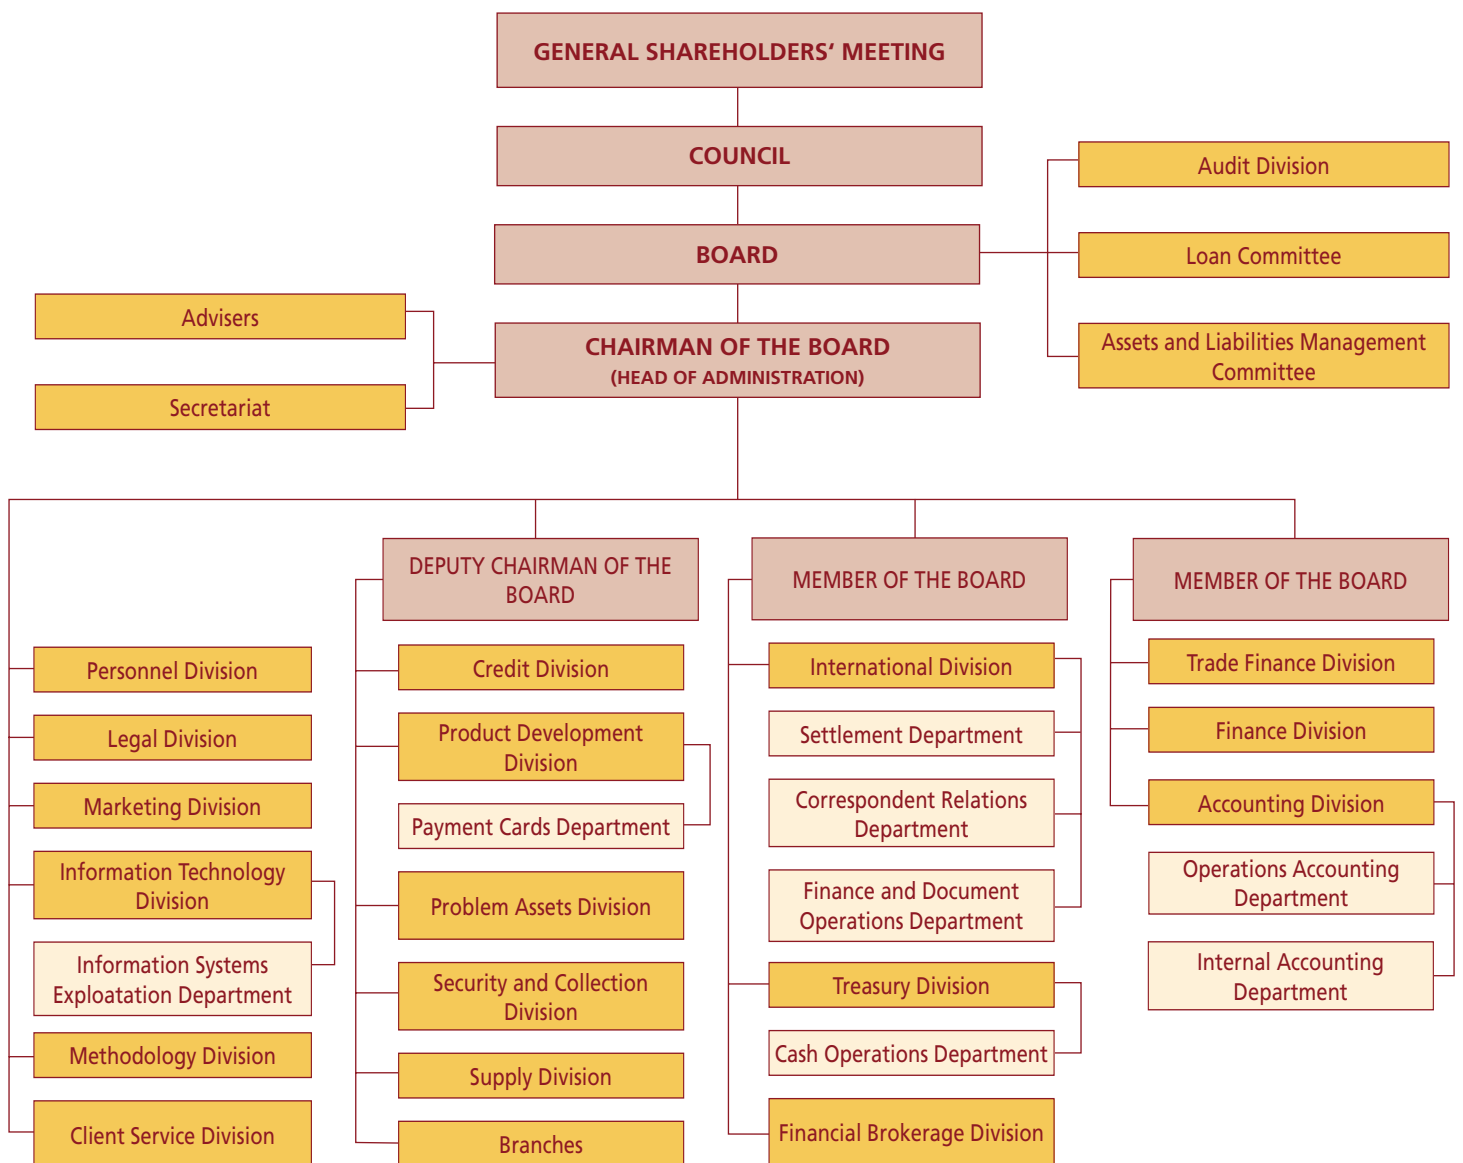 GENERAL SHAREHOLDERS‘ MEETING
COUNCIL
BOARD
CHAIRMAN OF THE BOARD
(HEAD OF ADMINISTRATION)
Audit Division
Loan Committee
Assets and Liabilities Management
Committee
Advisers
Secretariat
Personnel Division
Legal Division
Marketing Division
Information Technology
Division
Information Systems
Exploatation Department
Methodology Division
Client Service Division
DEPUTY CHAIRMAN OF THE
BOARD
Credit Division
Product Development
Division
Payment Cards Department
Problem Assets Division
Security and Collection
Division
Supply Division
Branches
MEMBER OF THE BOARD
International Division
Settlement Department
Correspondent Relations
Department
Finance and Document
Operations Department
Treasury Division
Cash Operations Department
Financial Brokerage Division
MEMBER OF THE BOARD
Trade Finance Division
Finance Division
Accounting Division
Operations Accounting
Department
Internal Accounting
Department